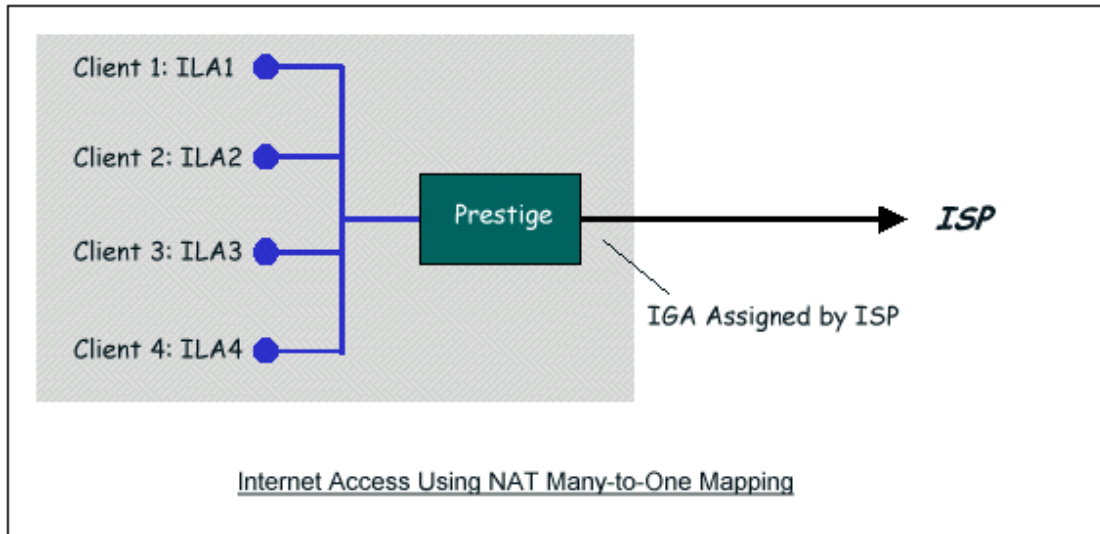 Client 1: ILA1
Client 2: ILA2
Prestige
ISP
Client 3: ILA3
IGA Assigned by ISP
Client 4: ILA4
Internet Access Using NAT Many-to-One Mapping